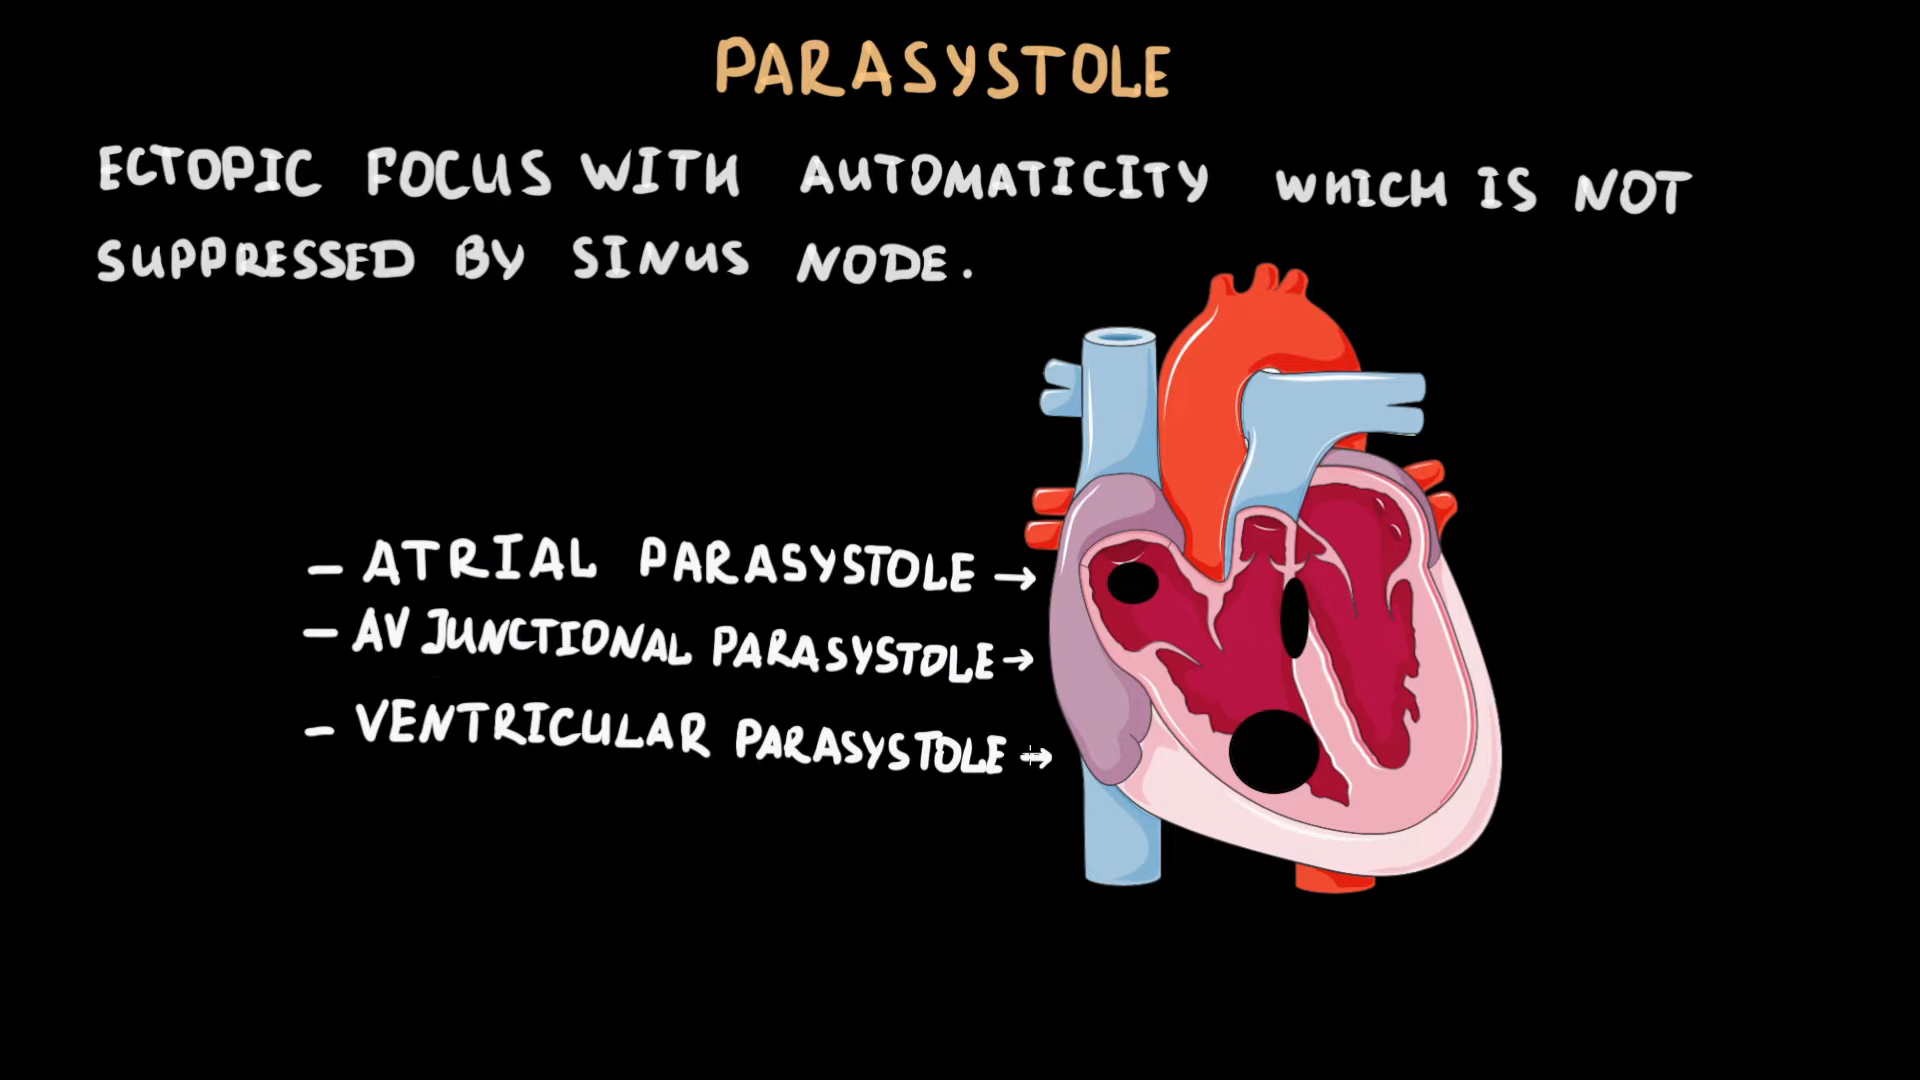 PARASYSTOLE
ECTOPIC FOCUS WITH AUTOMATICITY WHICH IS NOT
SUPPRESSED BY SINUS NODE.
- ATRIAL PARASYSTOLE →
- AV JUNCTIONAL PARASYSTOLE →
- VENTRICULAR PARASYSTOLE →